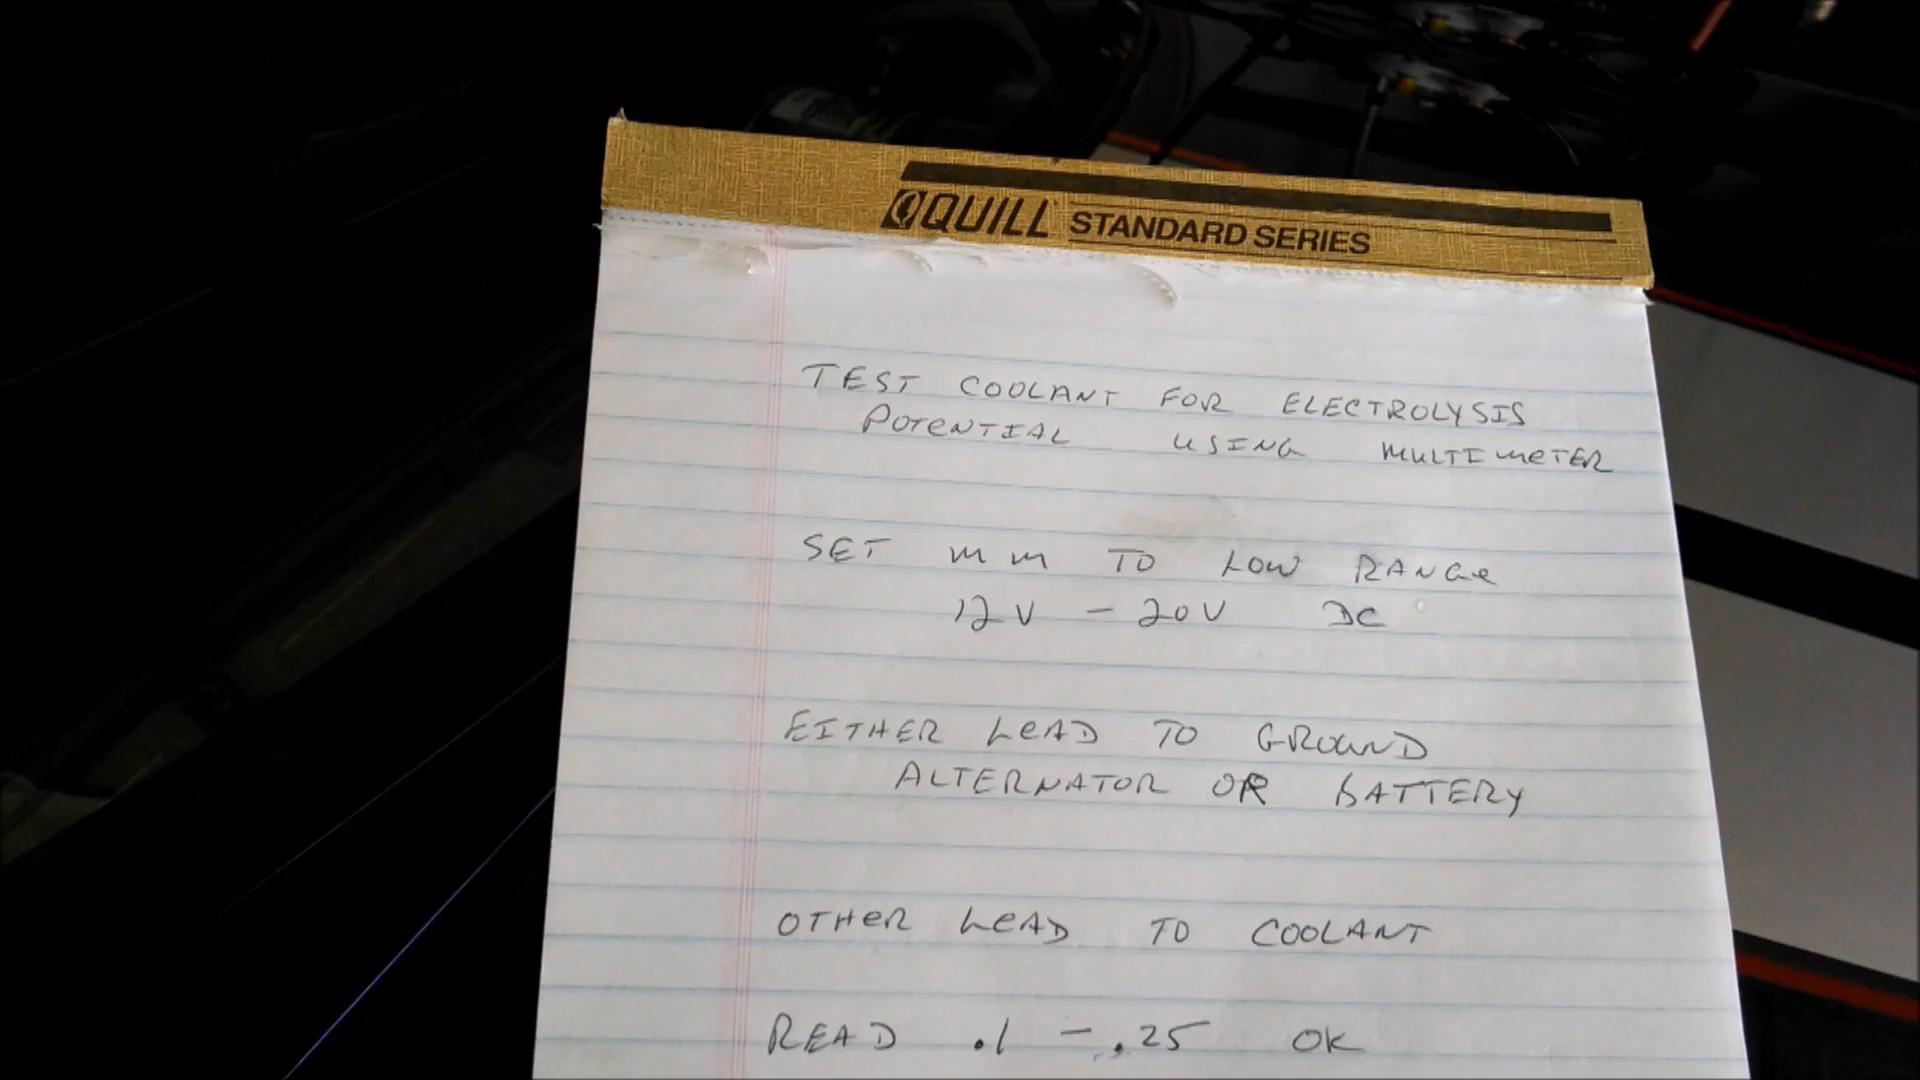 QUILL STANDARD SERIES
TEST COOLANT FOR ELECTROLYSIS
POTENTIAL USING MULTIMETER
SET MM TO LOW RANGE
12V - 20V DC
EITHER LEAD TO GROUND
ALTERNATOR OR BATTERY
OTHER LEAD TO COOLANT
READ .1 - .25 OK